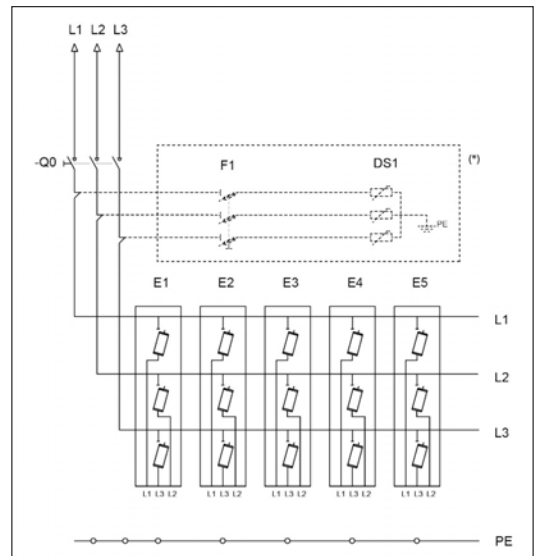 L1 L2 L3
-Q0
F1 DS1 (*)
PE
E1 E2 E3 E4 E5
L1
L2
L3
L1 L3 L2 L1 L3 L2 L1 L3 L2 L1 L3 L2 L1 L3 L2
PE